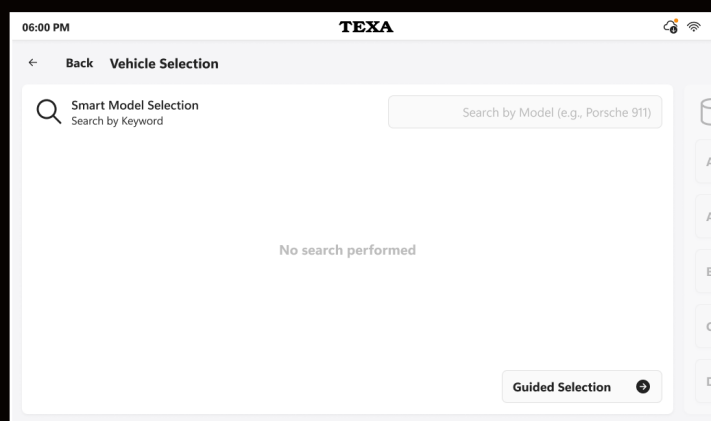 06:00 PM
TEXA
Back
Vehicle Selection
Smart Model Selection
Search by Keyword
Search by Model (e.g., Porsche 911)
No search performed
Guided Selection
A
A
B
C
D